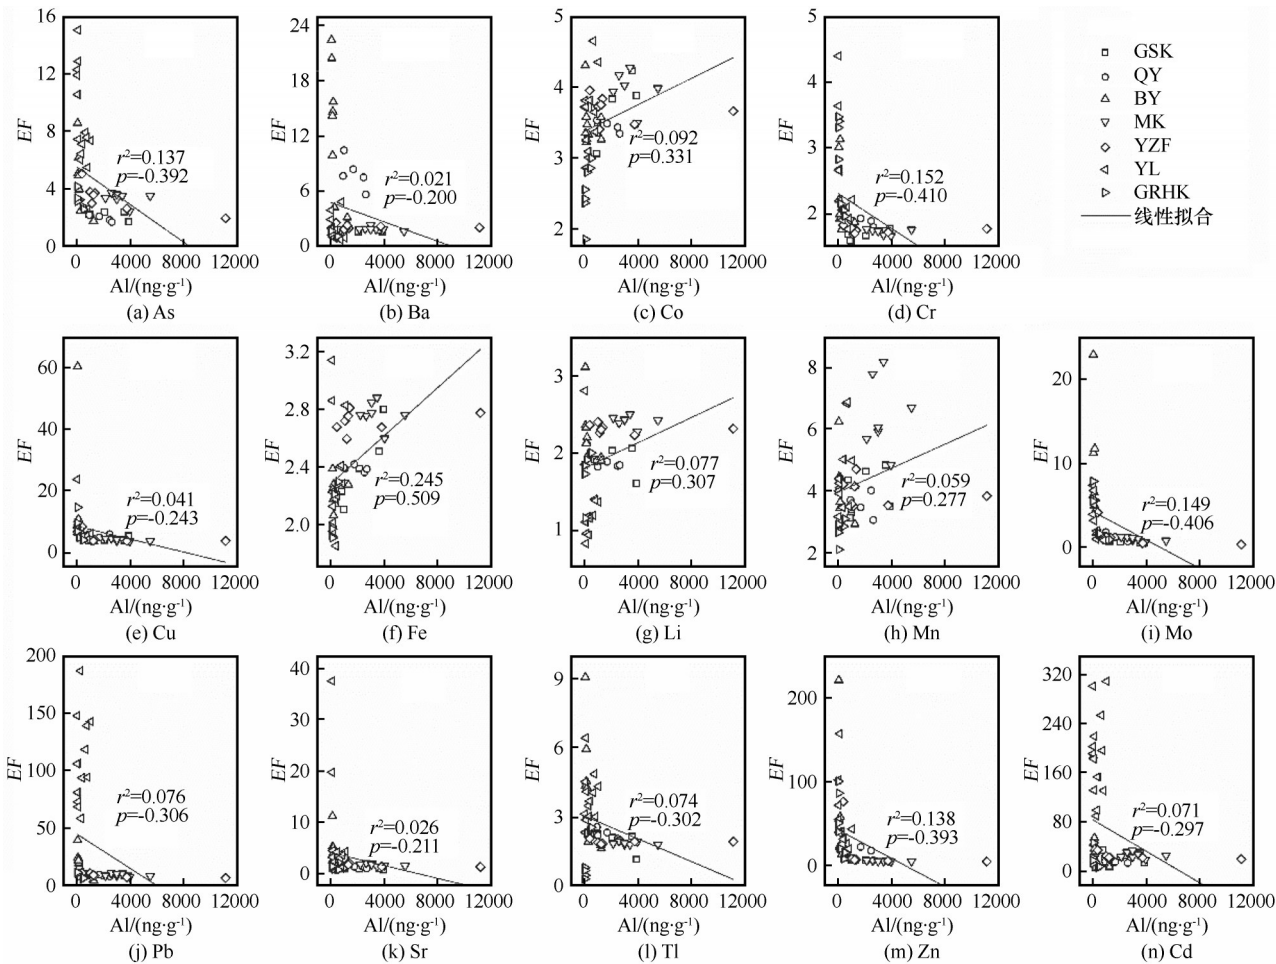 16
12
8
4
0
EF
r²=0.137
p=-0.392
0 4000 8000 12000
Al/(ng·g⁻¹)
(a) As
24
18
12
6
0
EF
r²=0.021
p=-0.200
0 4000 8000 12000
Al/(ng·g⁻¹)
(b) Ba
5
4
3
2
EF
r²=0.092
p=0.331
0 4000 8000 12000
Al/(ng·g⁻¹)
(c) Co
5
4
3
2
EF
r²=0.152
p=-0.410
0 4000 8000 12000
Al/(ng·g⁻¹)
(d) Cr
GSK
QY
BY
MK
YZF
YL
GRHK
线性拟合
60
40
20
0
EF
r²=0.041
p=-0.243
0 4000 8000 12000
Al/(ng·g⁻¹)
(e) Cu
3.2
2.8
2.4
2.0
EF
r²=0.245
p=0.509
0 4000 8000 12000
Al/(ng·g⁻¹)
(f) Fe
3
2
1
EF
r²=0.077
p=0.307
0 4000 8000 12000
Al/(ng·g⁻¹)
(g) Li
8
6
4
2
EF
r²=0.059
p=0.277
0 4000 8000 12000
Al/(ng·g⁻¹)
(h) Mn
20
10
0
EF
r²=0.149
p=-0.406
0 4000 8000 12000
Al/(ng·g⁻¹)
(i) Mo
200
150
100
50
0
EF
r²=0.076
p=-0.306
0 4000 8000 12000
Al/(ng·g⁻¹)
(j) Pb
40
30
20
10
0
EF
r²=0.026
p=-0.211
0 4000 8000 12000
Al/(ng·g⁻¹)
(k) Sr
9
6
3
0
EF
r²=0.074
p=-0.302
0 4000 8000 12000
Al/(ng·g⁻¹)
(l) Tl
200
100
0
EF
r²=0.138
p=-0.393
0 4000 8000 12000
Al/(ng·g⁻¹)
(m) Zn
320
240
160
80
0
EF
r²=0.071
p=-0.297
0 4000 8000 12000
Al/(ng·g⁻¹)
(n) Cd